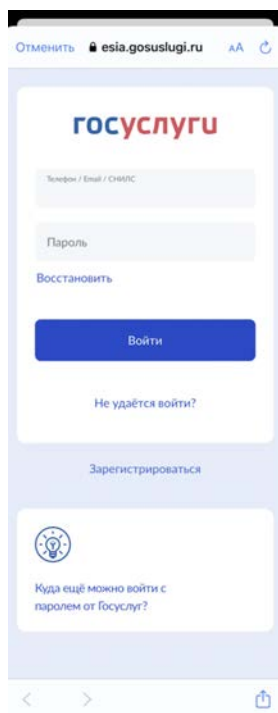 Отменить esia.gosuslugi.ru АА
госуслуги
Телефон / Email / СНИЛС
Пароль
Восстановить
Войти
Не удаётся войти?
Зарегистрироваться
Куда ещё можно войти с
паролем от Госуслуг?